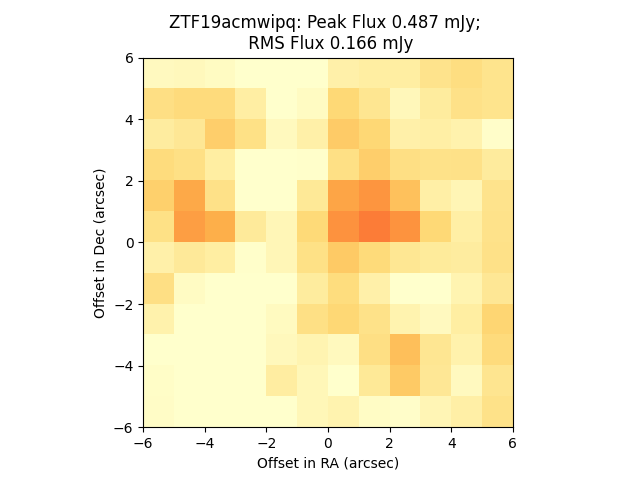 ZTF19acmwipq: Peak Flux 0.487 mJy;
RMS Flux 0.166 mJy
6
4
2
0
−2
−4
−6
Offset in Dec (arcsec)
−6 −4 −2 0 2 4 6
Offset in RA (arcsec)